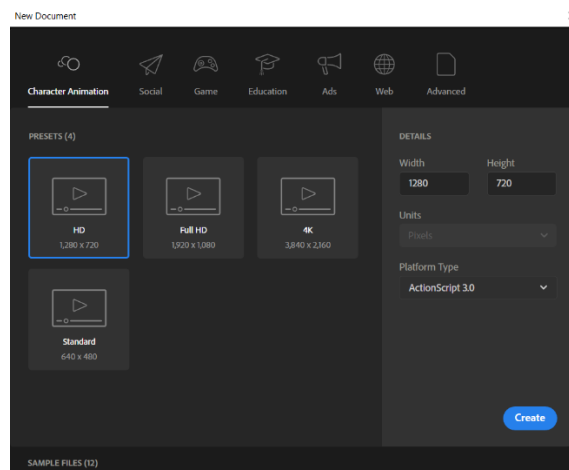 New Document
Character Animation
Social
Game
Education
Ads
Web
Advanced
PRESETS (4)
HD
1,280 x 720
Full HD
1,920 x 1,080
4K
3,840 x 2,160
Standard
640 x 480
DETAILS
Width
Height
1280
720
Units
Pixels
Platform Type
ActionScript 3.0
Create
SAMPLE FILES (12)